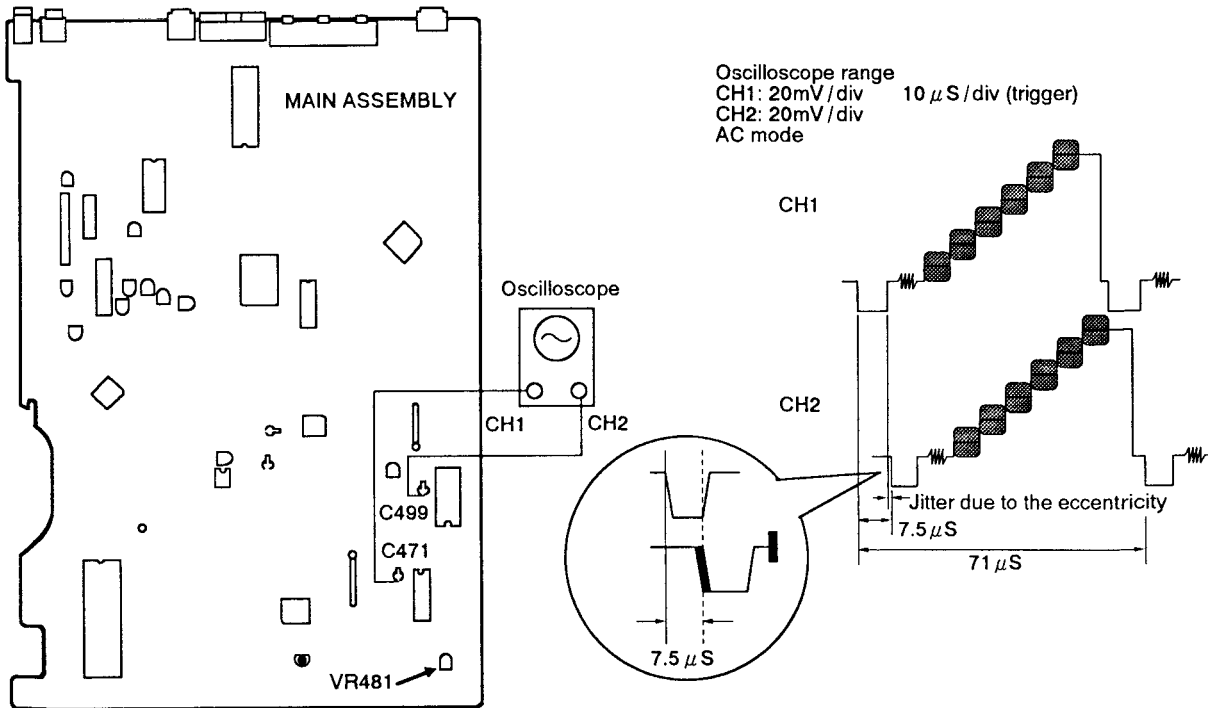 MAIN ASSEMBLY
Oscilloscope range
CH1: 20mV/div 10 μS/div (trigger)
CH2: 20mV/div
AC mode
CH1
Oscilloscope
CH1 CH2
CH2
C499
C471
VR481
Jitter due to the eccentricity
7.5 μS
71 μS
7.5 μS